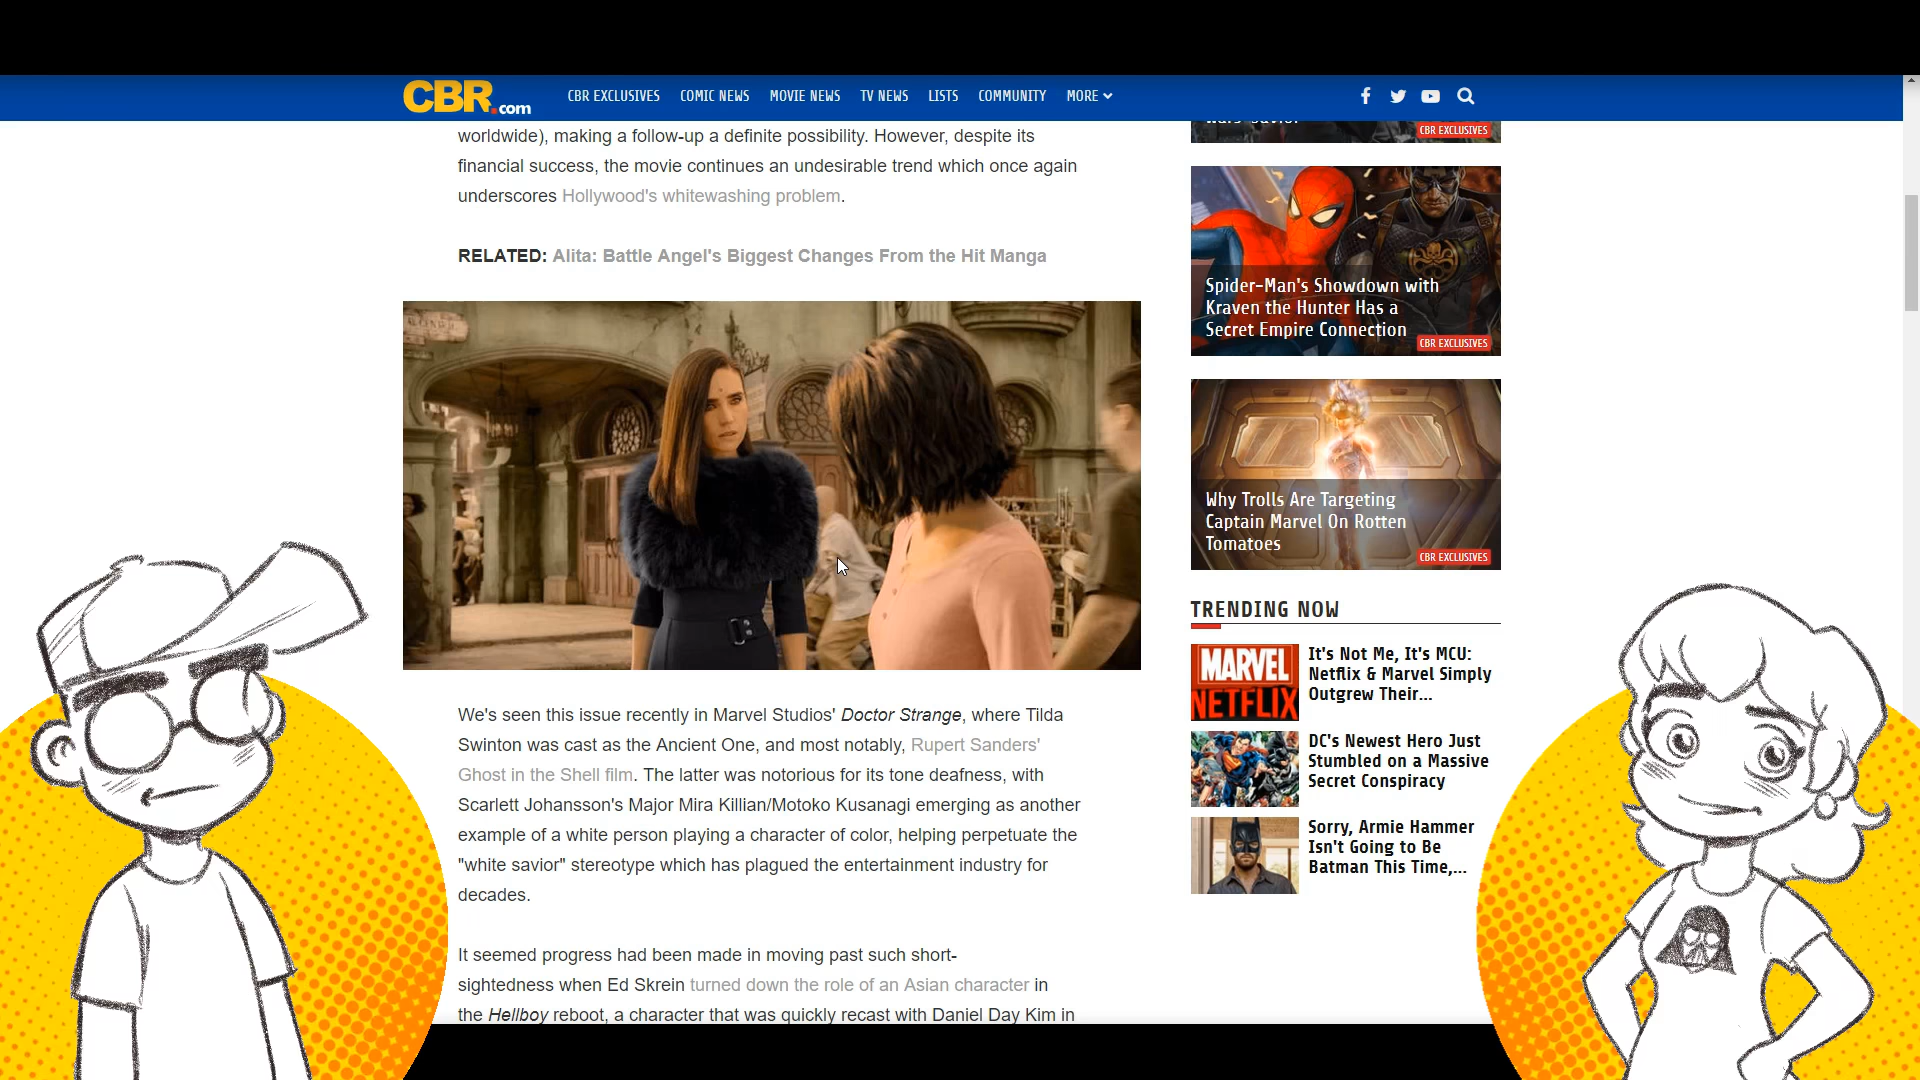 CBR.com
CBR EXCLUSIVES COMIC NEWS MOVIE NEWS TV NEWS LISTS COMMUNITY MORE
worldwide), making a follow-up a definite possibility. However, despite its
financial success, the movie continues an undesirable trend which once again
underscores Hollywood's whitewashing problem.
RELATED: Alita: Battle Angel's Biggest Changes From the Hit Manga
We's seen this issue recently in Marvel Studios' Doctor Strange, where Tilda
Swinton was cast as the Ancient One, and most notably, Rupert Sanders'
Ghost in the Shell film. The latter was notorious for its tone deafness, with
Scarlett Johansson's Major Mira Killian/Motoko Kusanagi emerging as another
example of a white person playing a character of color, helping perpetuate the
"white savior" stereotype which has plagued the entertainment industry for
decades.
It seemed progress had been made in moving past such short-
sightedness when Ed Skrein turned down the role of an Asian character in
the Hellboy reboot, a character that was quickly recast with Daniel Day Kim in
CBR EXCLUSIVES
Spider-Man's Showdown with
Kraven the Hunter Has a
Secret Empire Connection
CBR EXCLUSIVES
Why Trolls Are Targeting
Captain Marvel On Rotten
Tomatoes
CBR EXCLUSIVES
TRENDING NOW
MARVEL
NETFLIX
It's Not Me, It's MCU:
Netflix & Marvel Simply
Outgrew Their...
DC's Newest Hero Just
Stumbled on a Massive
Secret Conspiracy
Sorry, Armie Hammer
Isn't Going to Be
Batman This Time,...